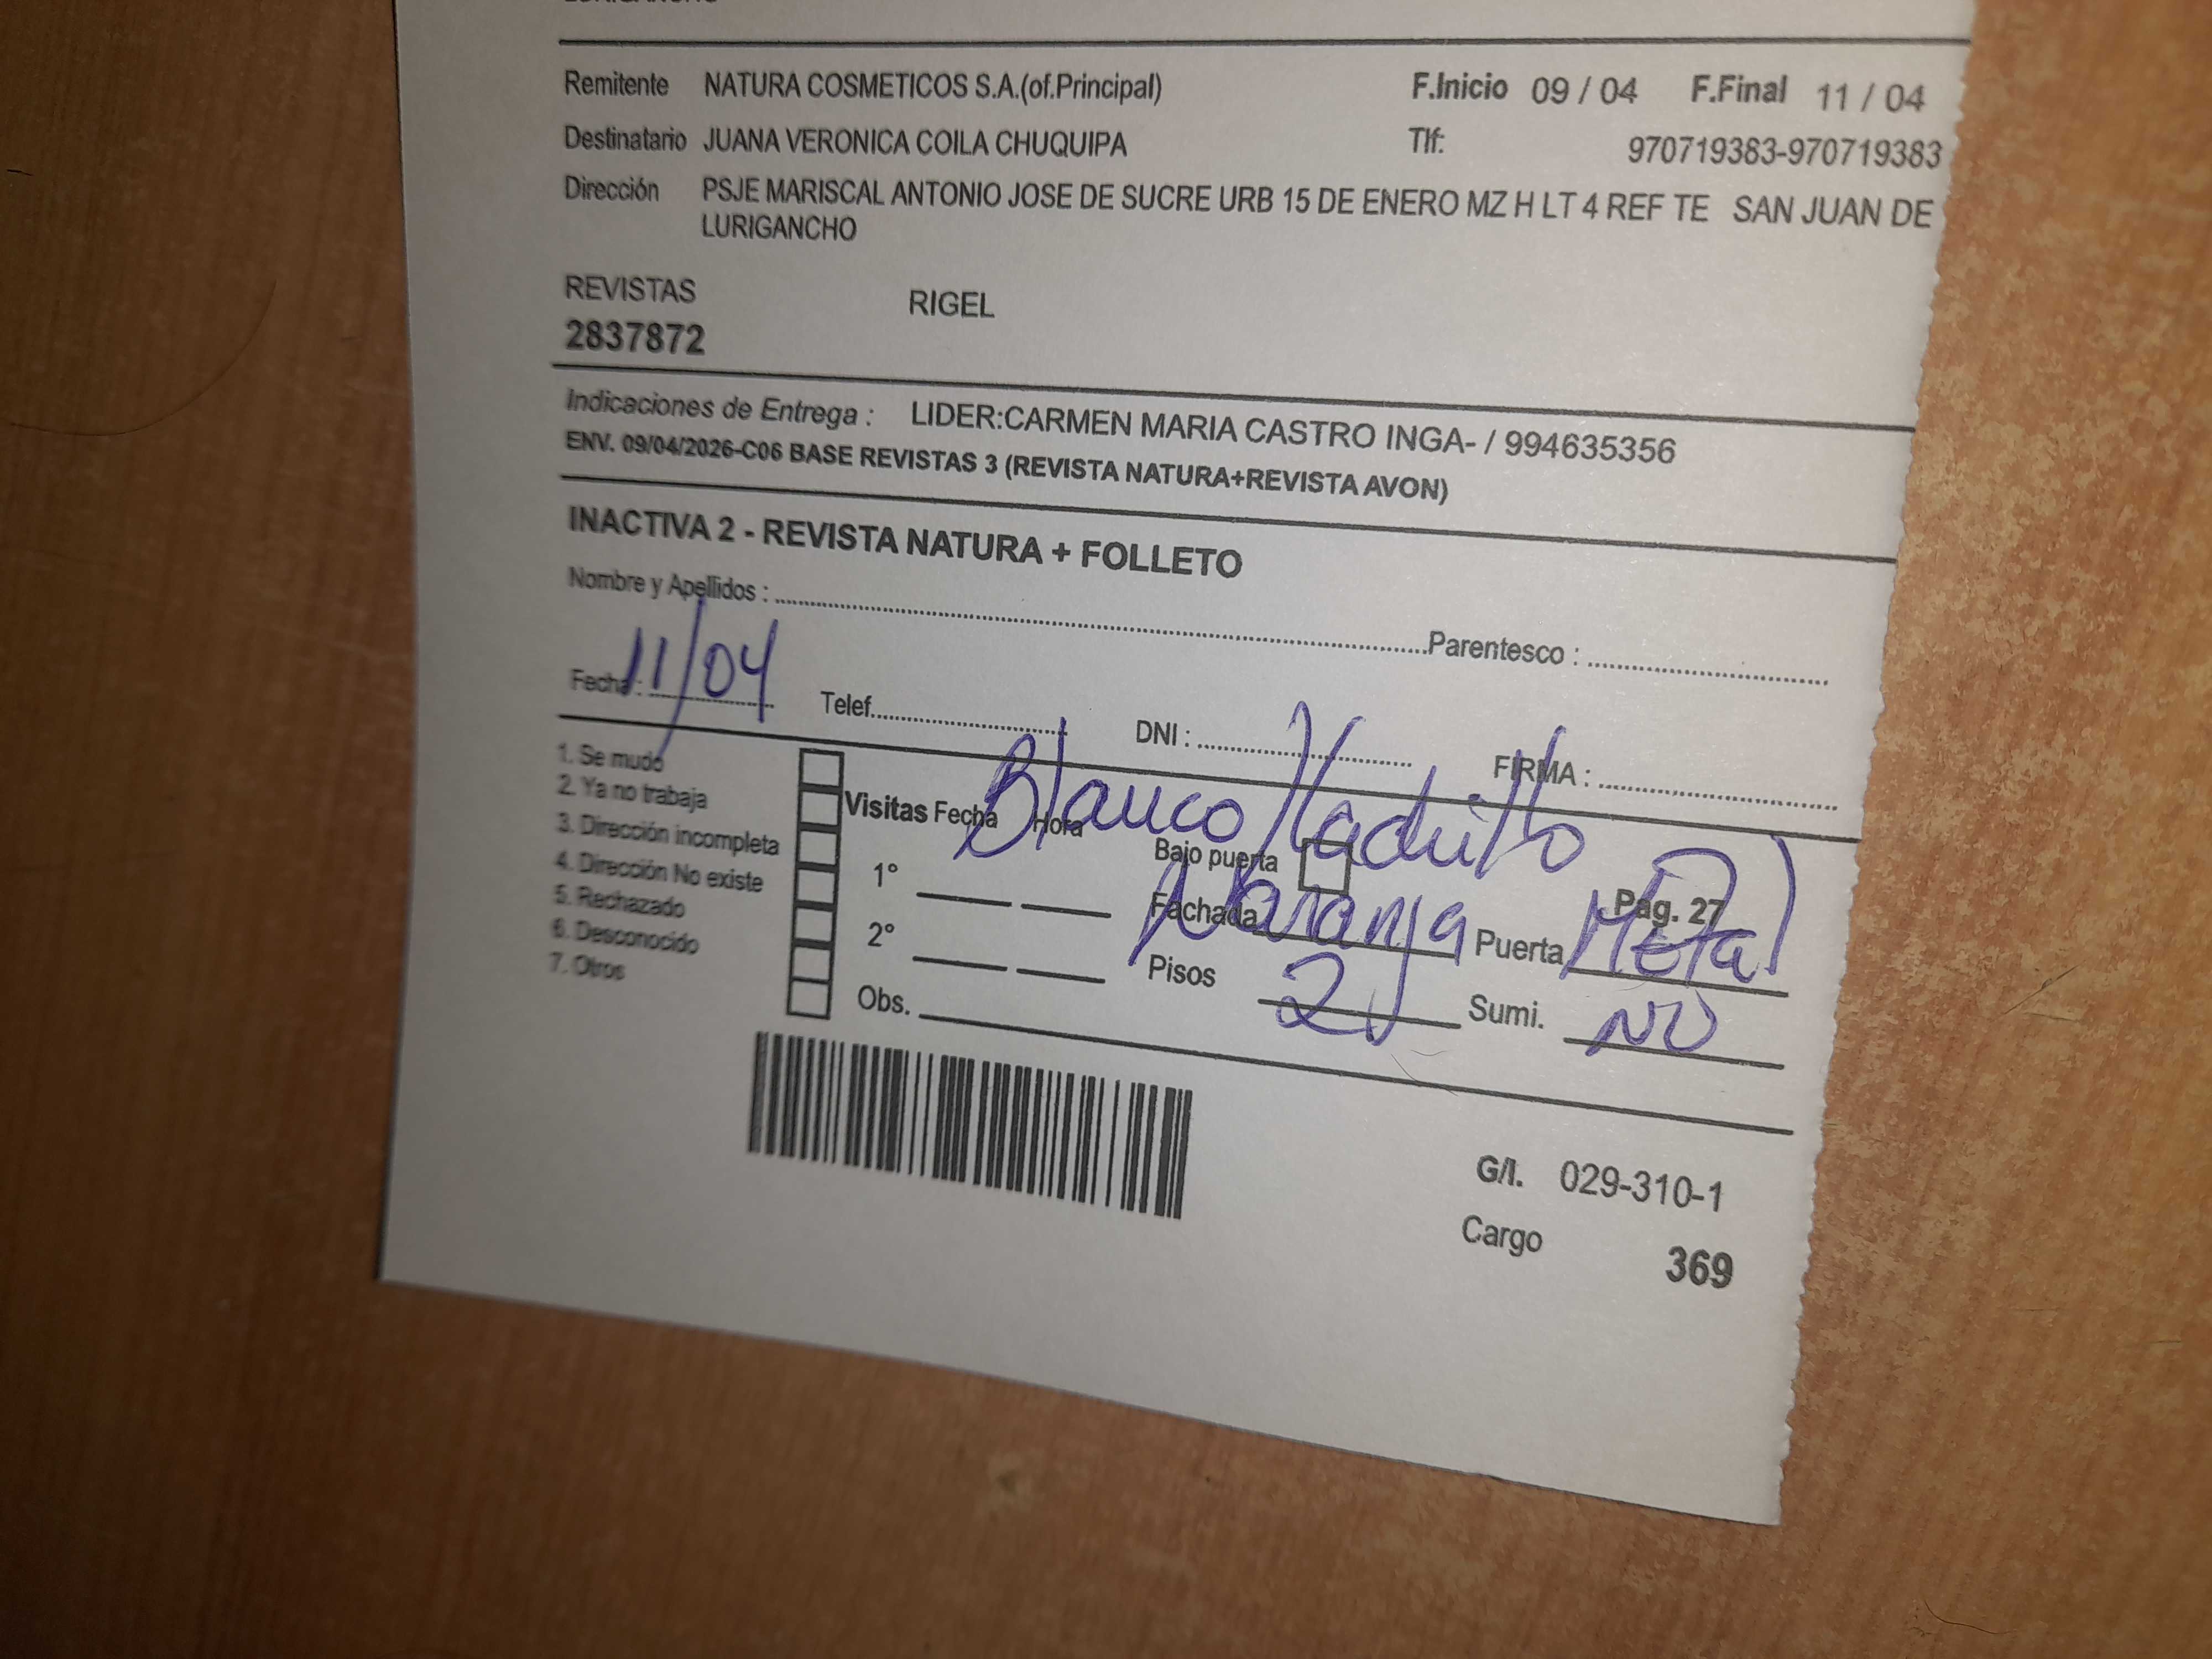 Remitente NATURA COSMETICOS S.A.(of.Principal) F.Inicio 09 / 04 F.Final 11 / 04
Destinatario JUANA VERONICA COILA CHUQUIPA Tlf: 970719383-970719383
Dirección PSJE MARISCAL ANTONIO JOSE DE SUCRE URB 15 DE ENERO MZ H LT 4 REF TE SAN JUAN DE
LURIGANCHO
REVISTAS RIGEL
2837872
Indicaciones de Entrega : LIDER:CARMEN MARIA CASTRO INGA- / 994635356
ENV. 09/04/2026-C06 BASE REVISTAS 3 (REVISTA NATURA+REVISTA AVON)
INACTIVA 2 - REVISTA NATURA + FOLLETO
Nombre y Apellidos : Parentesco :
Fecha : 11/04 Telef. DNI : FIRMA :
1. Se mudó
2. Ya no trabaja
3. Dirección incompleta
4. Dirección No existe
5. Rechazado
6. Desconocido
7. Otros
Visitas Fecha Hora Blanco
Bajo puerta Pag. 27
1° Fachada Naranja Puerta Metal
2° Pisos 2 Sumi. NO
Obs.
G/I. 029-310-1
Cargo 369